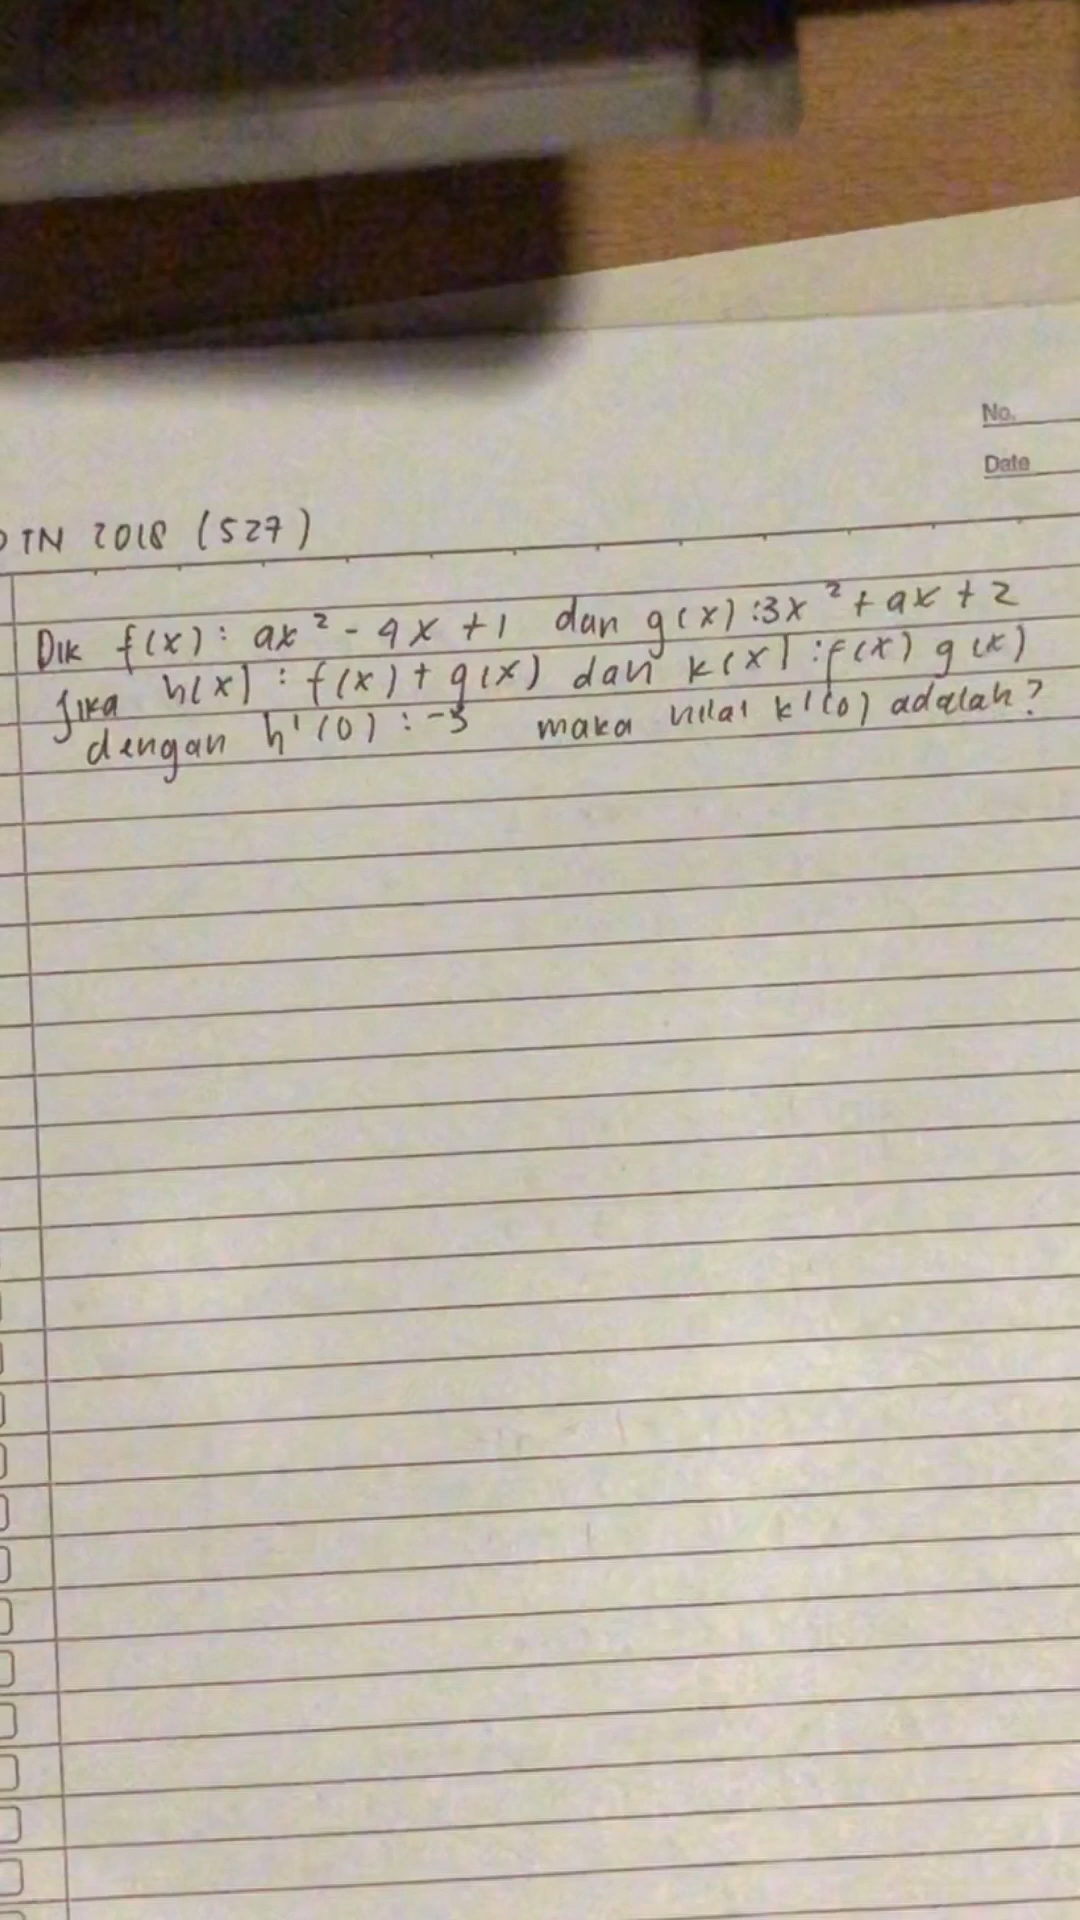 No.
Date
TN 2018 (527)
Dik f(x) : ax² - 4x + 1 dan g(x) : 3x² + ax + 2
Jika h(x) : f(x) + g(x) dan k(x) : f(x) g(x)
dengan h'(0) : -3 maka nilai k'(0) adalah?